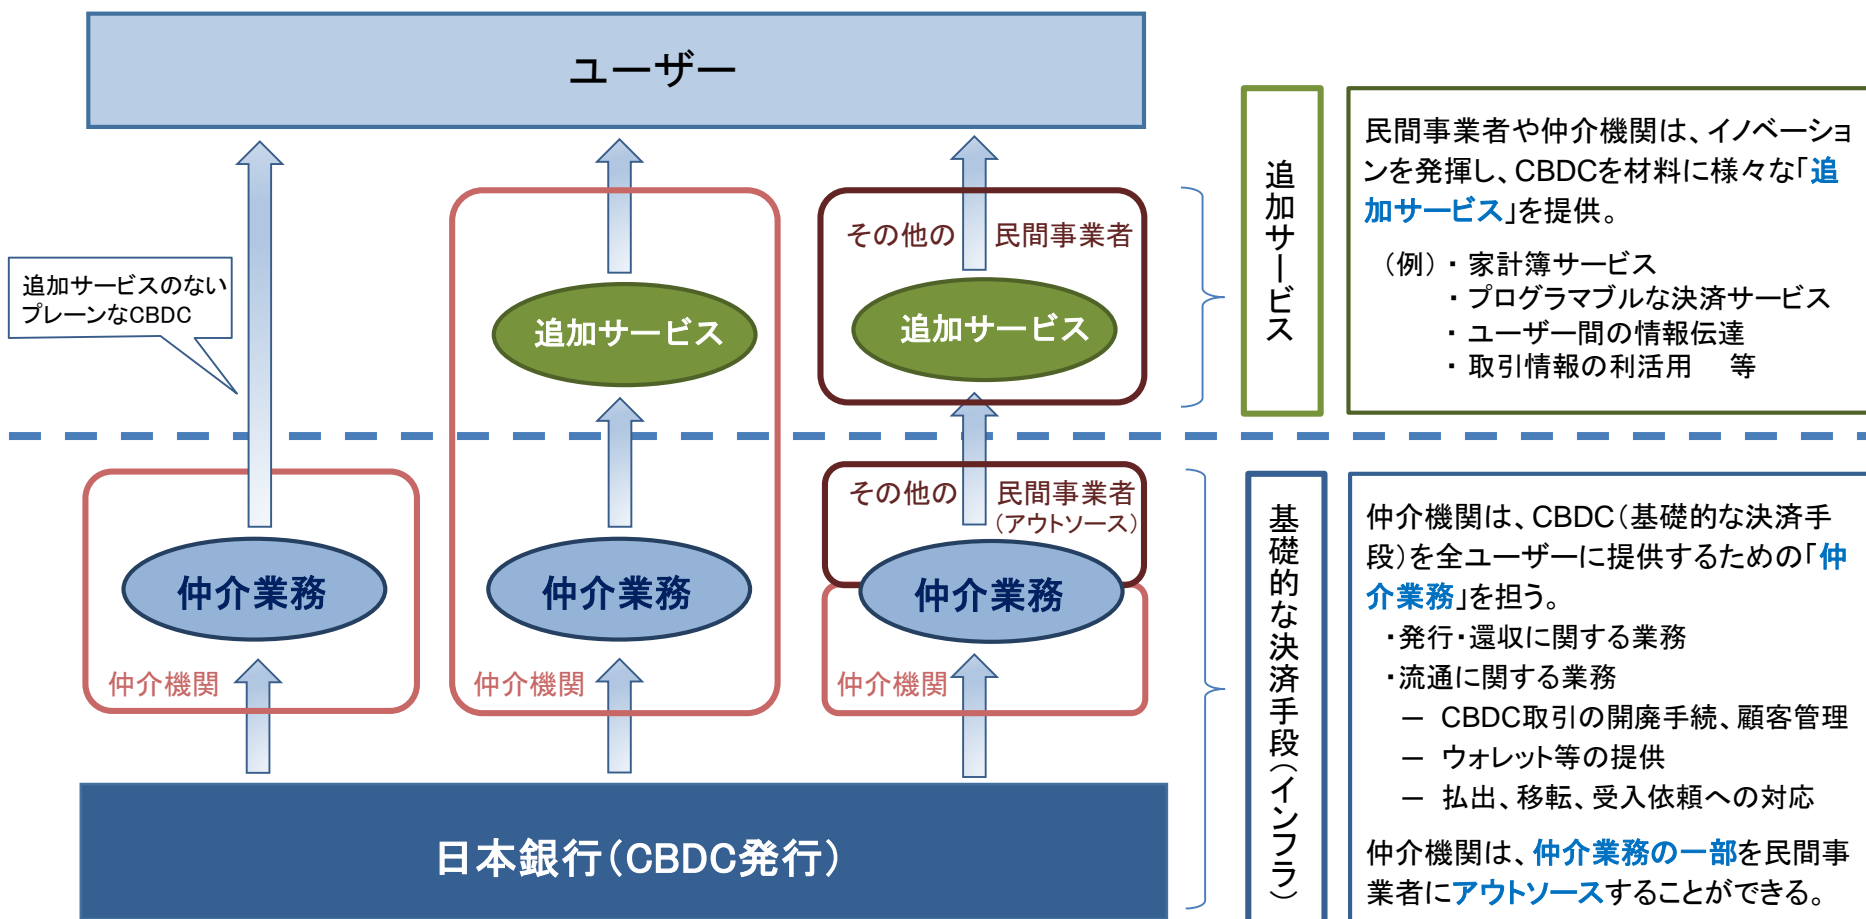 ユーザー
追加サービスのない
プレーンなCBDC
その他の 民間事業者
追加サービス
追加サービス
その他の 民間事業者
（アウトソース）
仲介業務
仲介業務
仲介業務
仲介機関
仲介機関
仲介機関
日本銀行（CBDC発行）
追加サービス
民間事業者や仲介機関は、イノベーショ
ンを発揮し、CBDCを材料に様々な「追
加サービス」を提供。
（例）・ 家計簿サービス
・ プログラマブルな決済サービス
・ ユーザー間の情報伝達
・ 取引情報の利活用 等
基礎的な決済手段（インフラ）
仲介機関は、CBDC（基礎的な決済手
段）を全ユーザーに提供するための「仲
介業務」を担う。
・発行・還収に関する業務
・流通に関する業務
－ CBDC取引の開廃手続、顧客管理
－ ウォレット等の提供
－ 払出、移転、受入依頼への対応
仲介機関は、仲介業務の一部を民間事
業者にアウトソースすることができる。